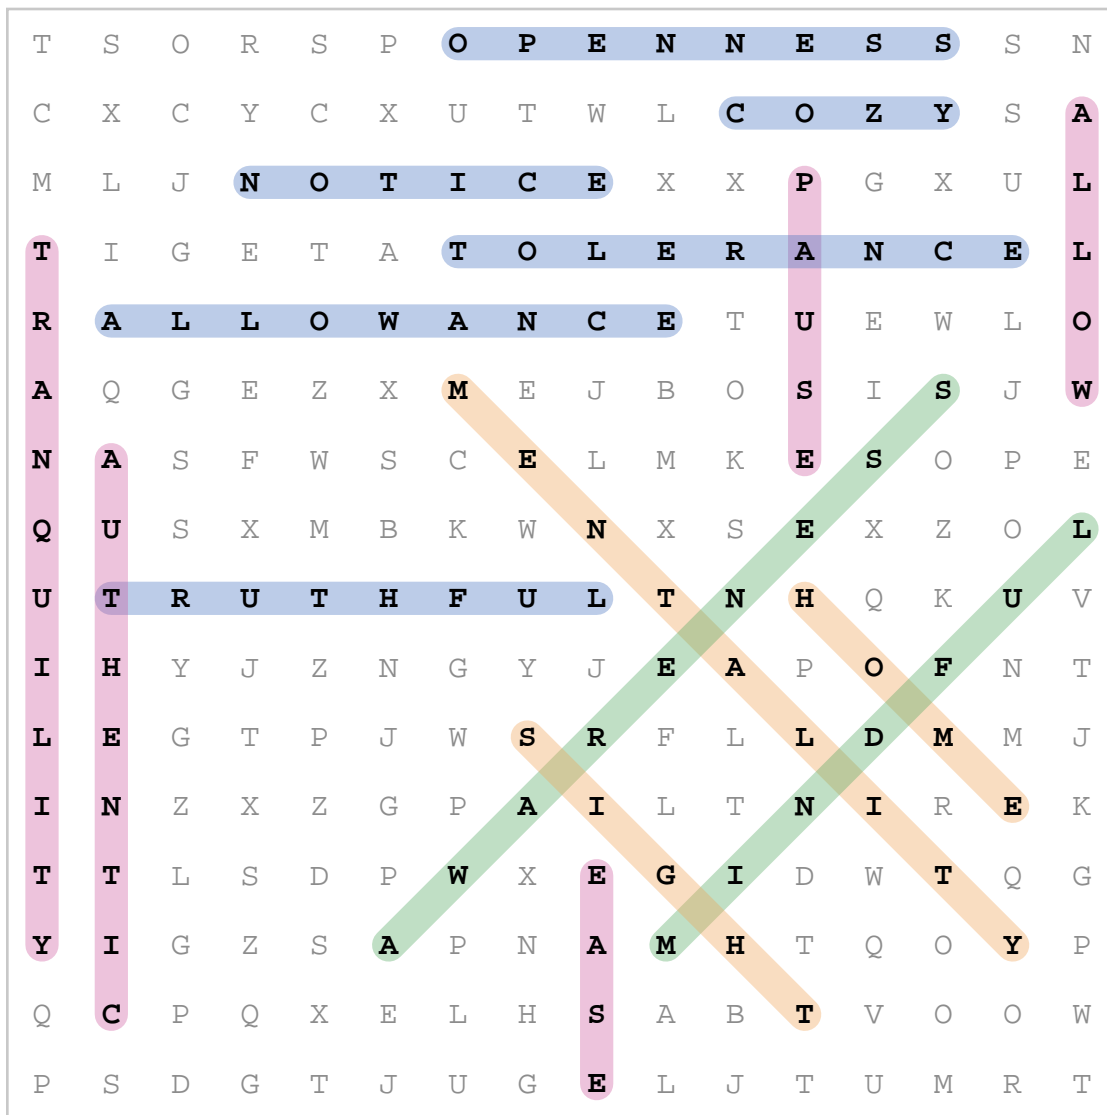 T S O R S P O P E N N E S S S N
C X C Y C X U T W L C O Z Y S A
M L J N O T I C E X X P G X U L
T I G E T A T O L E R A N C E L
R A L L O W A N C E T U E W L O
A Q G E Z X M E J B O S I S J W
N A S F W S C E L M K E S O P E
Q U S X M B K W N X S E X Z O L
U T R U T H F U L T N H Q K U V
I H Y J Z N G Y J E A P O F N T
L E G T P J W S R F L L D M M J
I N Z X Z G P A I L T N I R E K
T T L S D P W X E G I D W T Q G
Y I G Z S A P N A M H T Q O Y P
Q C P Q X E L H S A B T V O O W
P S D G T J U G E L J T U M R T